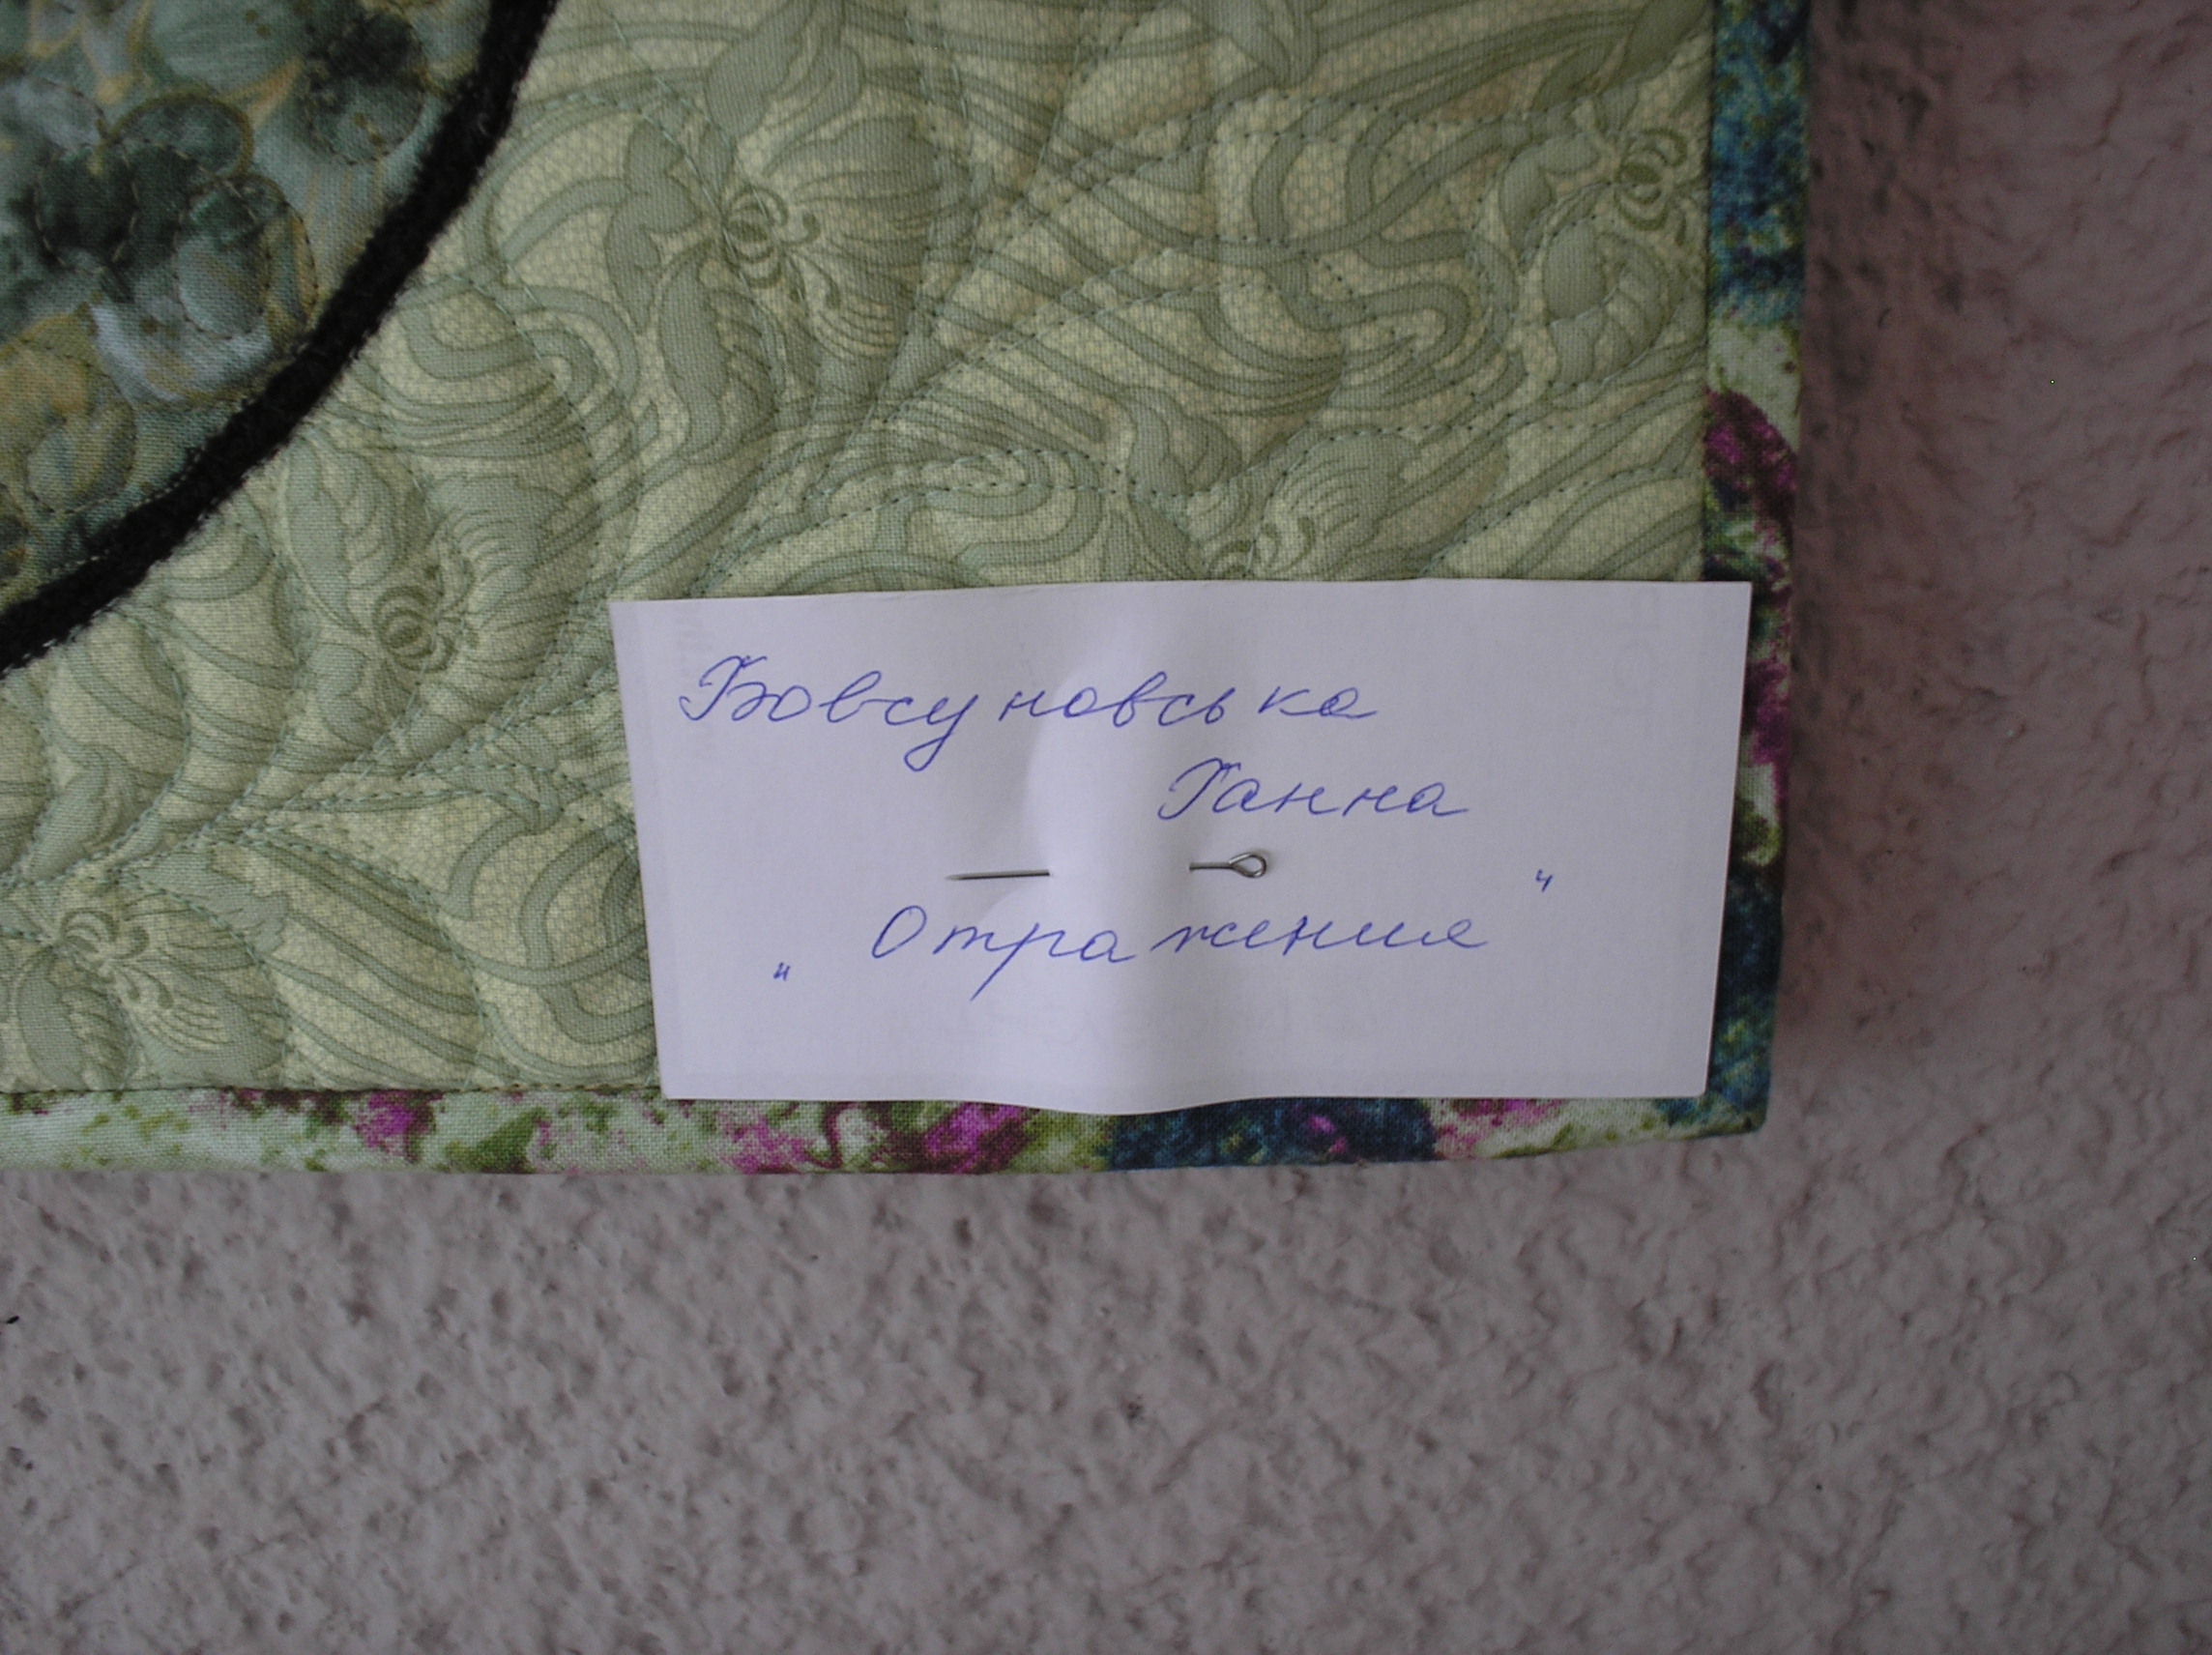 Бовсуновська
Ганна
„Отражение“